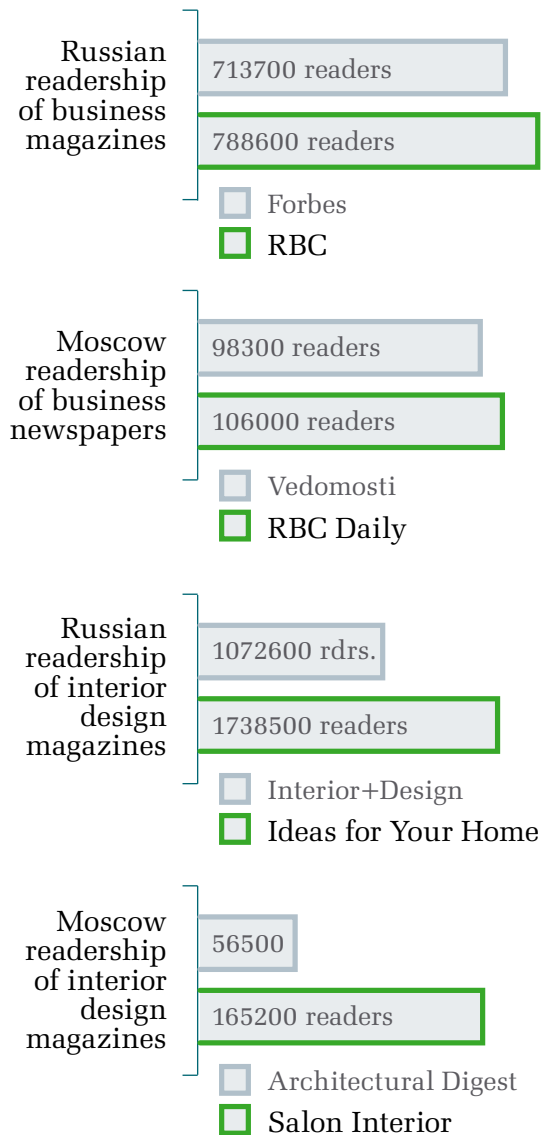 Russian
readership
of business
magazines
713700 readers
788600 readers
Forbes
RBC
Moscow
readership
of business
newspapers
98300 readers
106000 readers
Vedomosti
RBC Daily
Russian
readership
of interior
design
magazines
1072600 rdrs.
1738500 readers
Interior+Design
Ideas for Your Home
Moscow
readership
of interior
design
magazines
56500
165200 readers
Architectural Digest
Salon Interior